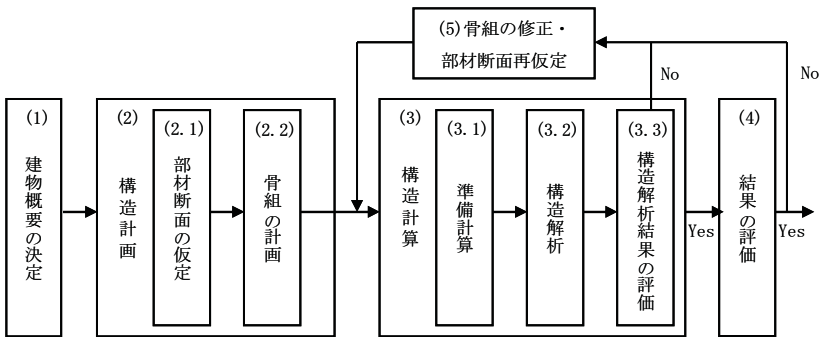 (5)骨組の修正・
部材断面再仮定
No
No
(1)
建物概要の決定
(2)
構造計画
(2.1)
部材断面の仮定
(2.2)
骨組の計画
(3)
構造計算
(3.1)
準備計算
(3.2)
構造解析
(3.3)
構造解析結果の評価
Yes
(4)
結果の評価
Yes